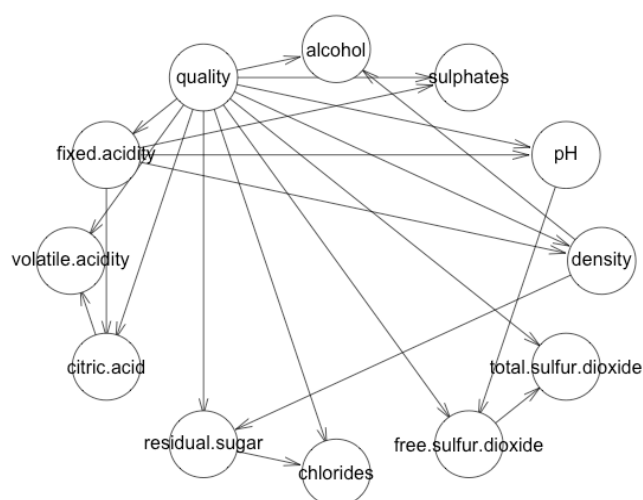 alcohol
quality
sulphates
fixed.acidity
pH
volatile.acidity
density
citric.acid
total.sulfur.dioxide
residual.sugar
free.sulfur.dioxide
chlorides